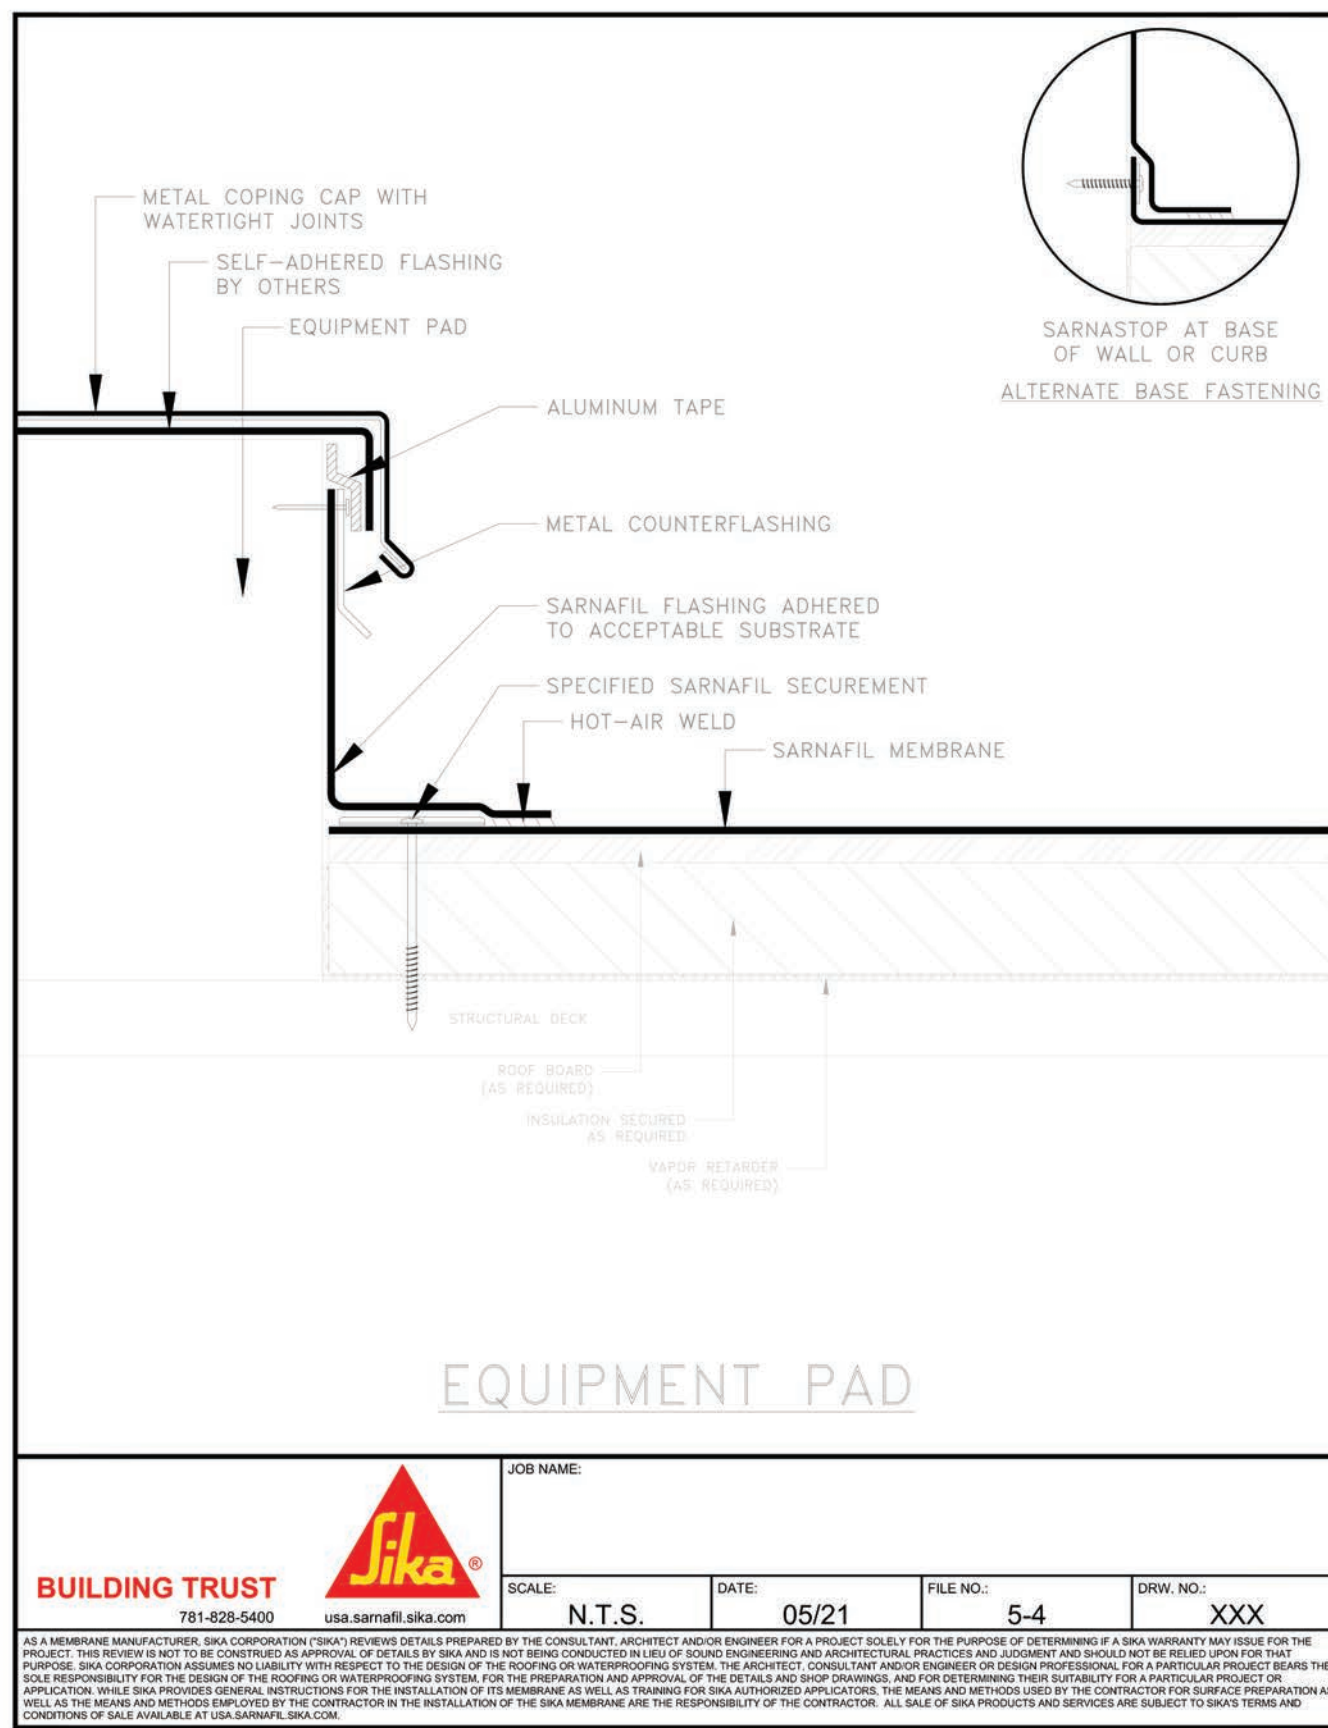 METAL COPING CAP WITH
WATERTIGHT JOINTS
SELF-ADHERED FLASHING
BY OTHERS
EQUIPMENT PAD
SARNASTOP AT BASE
OF WALL OR CURB
ALTERNATE BASE FASTENING
ALUMINUM TAPE
METAL COUNTERFLASHING
SARNAFIL FLASHING ADHERED
TO ACCEPTABLE SUBSTRATE
SPECIFIED SARNAFIL SECUREMENT
HOT-AIR WELD
SARNAFIL MEMBRANE
STRUCTURAL DECK
ROOF BOARD
(AS REQUIRED)
INSULATION SECURED
AS REQUIRED
VAPOR RETARDER
(AS REQUIRED)
EQUIPMENT PAD
BUILDING TRUST
781-828-5400
Sika®
usa.sarnafil.sika.com
JOB NAME:
SCALE:
N.T.S.
DATE:
05/21
FILE NO.:
5-4
DRW. NO.:
XXX
AS A MEMBRANE MANUFACTURER, SIKA CORPORATION ("SIKA") REVIEWS DETAILS PREPARED BY THE CONSULTANT, ARCHITECT AND/OR ENGINEER FOR A PROJECT SOLELY FOR THE PURPOSE OF DETERMINING IF A SIKA WARRANTY MAY ISSUE FOR THE
PROJECT. THIS REVIEW IS NOT TO BE CONSTRUED AS APPROVAL OF DETAILS BY SIKA AND IS NOT BEING CONDUCTED IN LIEU OF SOUND ENGINEERING AND ARCHITECTURAL PRACTICES AND JUDGMENT AND SHOULD NOT BE RELIED UPON FOR THAT
PURPOSE. SIKA CORPORATION ASSUMES NO LIABILITY WITH RESPECT TO THE DESIGN OF THE ROOFING OR WATERPROOFING SYSTEM. THE ARCHITECT, CONSULTANT AND/OR ENGINEER OR DESIGN PROFESSIONAL FOR A PARTICULAR PROJECT BEARS THE
SOLE RESPONSIBILITY FOR THE DESIGN OF THE ROOFING OR WATERPROOFING SYSTEM, FOR THE PREPARATION AND APPROVAL OF THE DETAILS AND SHOP DRAWINGS, AND FOR DETERMINING THEIR SUITABILITY FOR A PARTICULAR PROJECT OR
APPLICATION. WHILE SIKA PROVIDES GENERAL INSTRUCTIONS FOR THE INSTALLATION OF ITS MEMBRANE AS WELL AS TRAINING FOR SIKA AUTHORIZED APPLICATORS, THE MEANS AND METHODS USED BY THE CONTRACTOR FOR SURFACE PREPARATION AS
WELL AS THE MEANS AND METHODS EMPLOYED BY THE CONTRACTOR IN THE INSTALLATION OF THE SIKA MEMBRANE ARE THE RESPONSIBILITY OF THE CONTRACTOR. ALL SALE OF SIKA PRODUCTS AND SERVICES ARE SUBJECT TO SIKA'S TERMS AND
CONDITIONS OF SALE AVAILABLE AT USA.SARNAFIL.SIKA.COM.